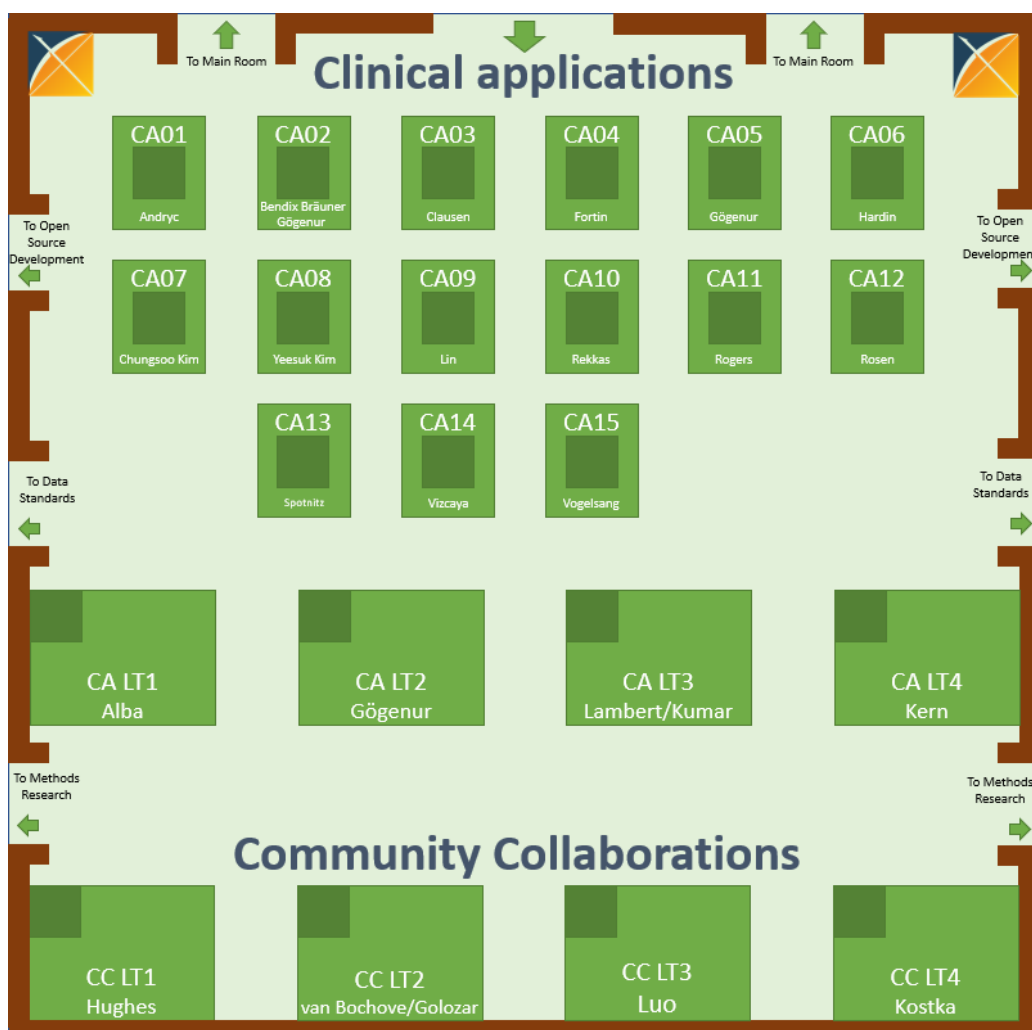 To Main Room
To Main Room
Clinical applications
CA01
Andryc
CA02
Bendix Bräuner
Gögenur
CA03
Clausen
CA04
Fortin
CA05
Gögenur
CA06
Hardin
To Open
Source
Development
To Open
Source
Development
CA07
Chungsoo Kim
CA08
Yeesuk Kim
CA09
Lin
CA10
Rekkas
CA11
Rogers
CA12
Rosen
CA13
Spotnitz
CA14
Vizcaya
CA15
Vogelsang
To Data
Standards
To Data
Standards
CA LT1
Alba
CA LT2
Gögenur
CA LT3
Lambert/Kumar
CA LT4
Kern
To Methods
Research
To Methods
Research
Community Collaborations
CC LT1
Hughes
CC LT2
van Bochove/Golozar
CC LT3
Luo
CC LT4
Kostka